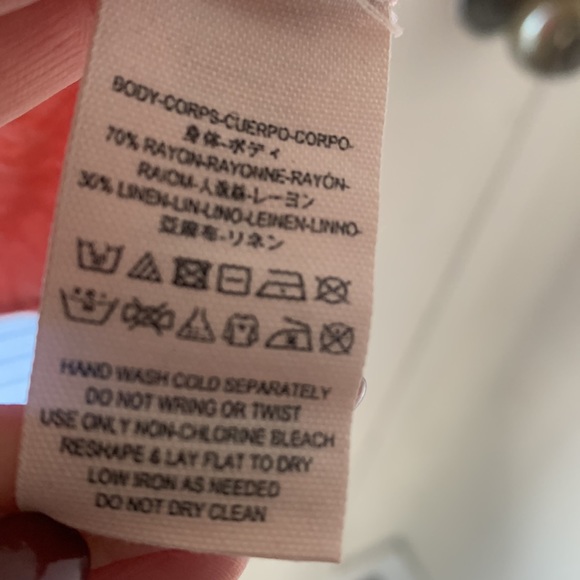 BODY-CORPS-CUERPO-CORPO-
身体-ボディ
70% RAYON-RAYONNE-RAYÓN-
RAIOM-人造絲-レーヨン
30% LINEN-LIN-LINO-LEINEN-LINHO-
亞麻布-リネン
HAND WASH COLD SEPARATELY
DO NOT WRING OR TWIST
USE ONLY NON-CHLORINE BLEACH
RESHAPE & LAY FLAT TO DRY
LOW IRON AS NEEDED
DO NOT DRY CLEAN